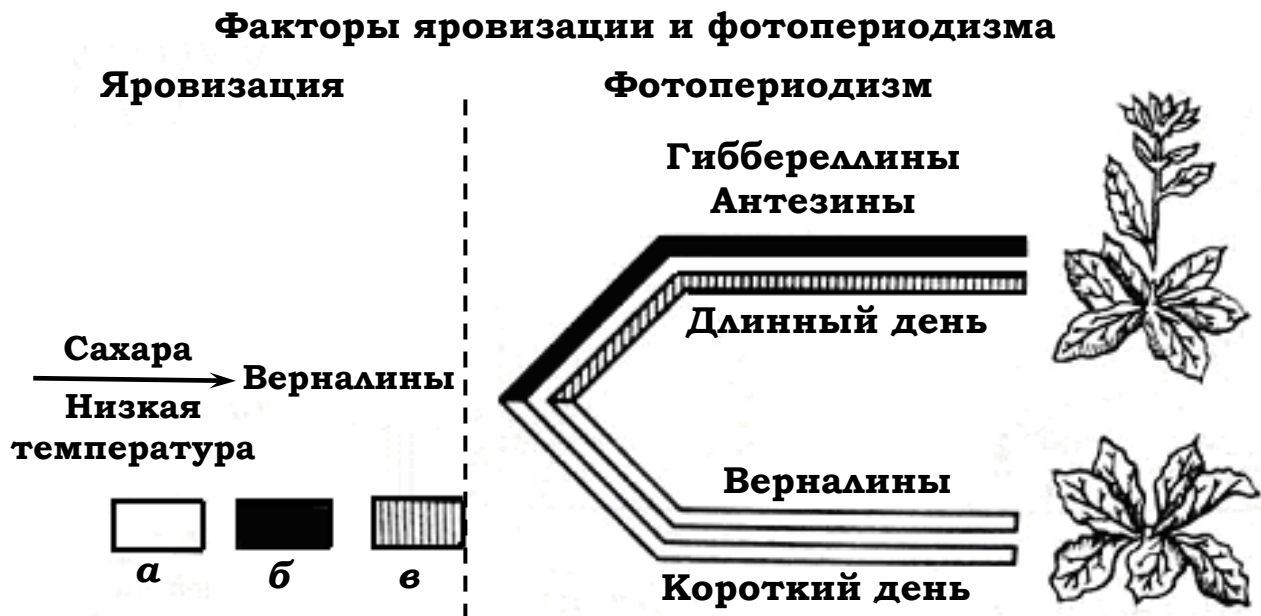 Факторы яровизации и фотопериодизма
Яровизация
Фотопериодизм
Гиббереллины
Антезины
Длинный день
Сахара
Верналины
Низкая
температура
Верналины
Короткий день
а
б
в